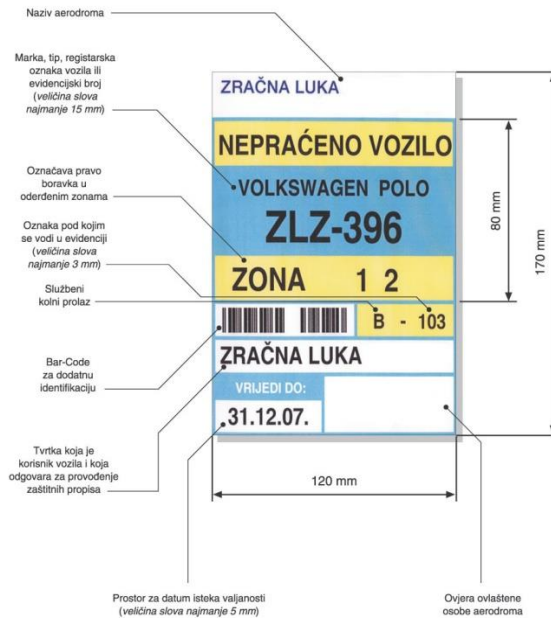 Naziv aerodroma
Marka, tip, registarska
oznaka vozila ili
evidencijski broj
(veličina slova
najmanje 15 mm)
Označava pravo
boravka u
oderđenim zonama
Oznaka pod kojim
se vodi u evidenciji
(veličina slova
najmanje 3 mm)
Službeni
kolni prolaz
Bar-Code
za dodatnu
identifikaciju
Tvrtka koja je
korisnik vozila i koja
odgovara za provođenje
zaštitnih propisa
ZRAČNA LUKA
NEPRAĆENO VOZILO
VOLKSWAGEN POLO
ZLZ-396
ZONA 1 2
B - 103
ZRAČNA LUKA
VRIJEDI DO:
31.12.07.
80 mm
170 mm
120 mm
Prostor za datum isteka valjanosti
(veličina slova najmanje 5 mm)
Ovjera ovlaštene
osobe aerodroma